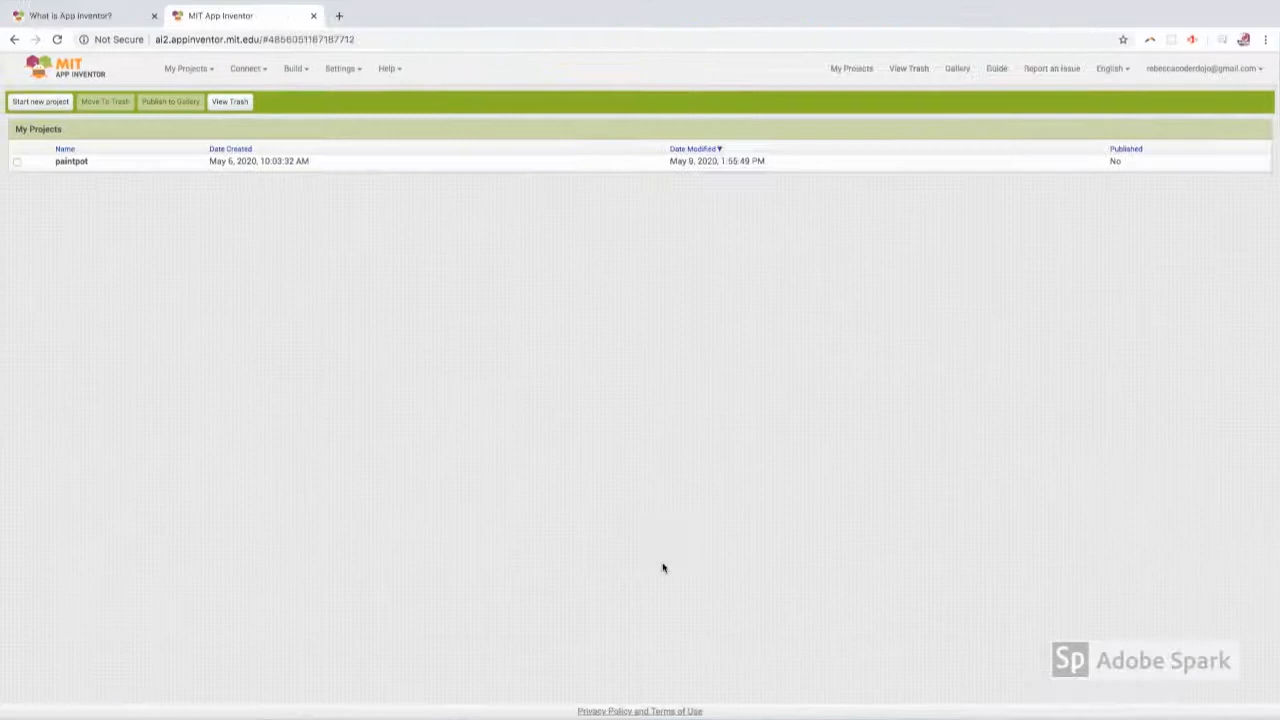 What is App Inventor?
MIT App Inventor
Not Secure
ai2.appinventor.mit.edu/#4856051167187712
MIT
APP INVENTOR
My Projects
Connect
Build
Settings
Help
My Projects
View Trash
Gallery
Guide
Report an Issue
English
rebeccacoderdojo@gmail.com
Start new project
Move To Trash
Publish to Gallery
View Trash
My Projects
Name
Date Created
Date Modified▼
Published
paintpot
May 6, 2020, 10:03:32 AM
May 9, 2020, 1:55:49 PM
No
Sp Adobe Spark
Privacy Policy and Terms of Use